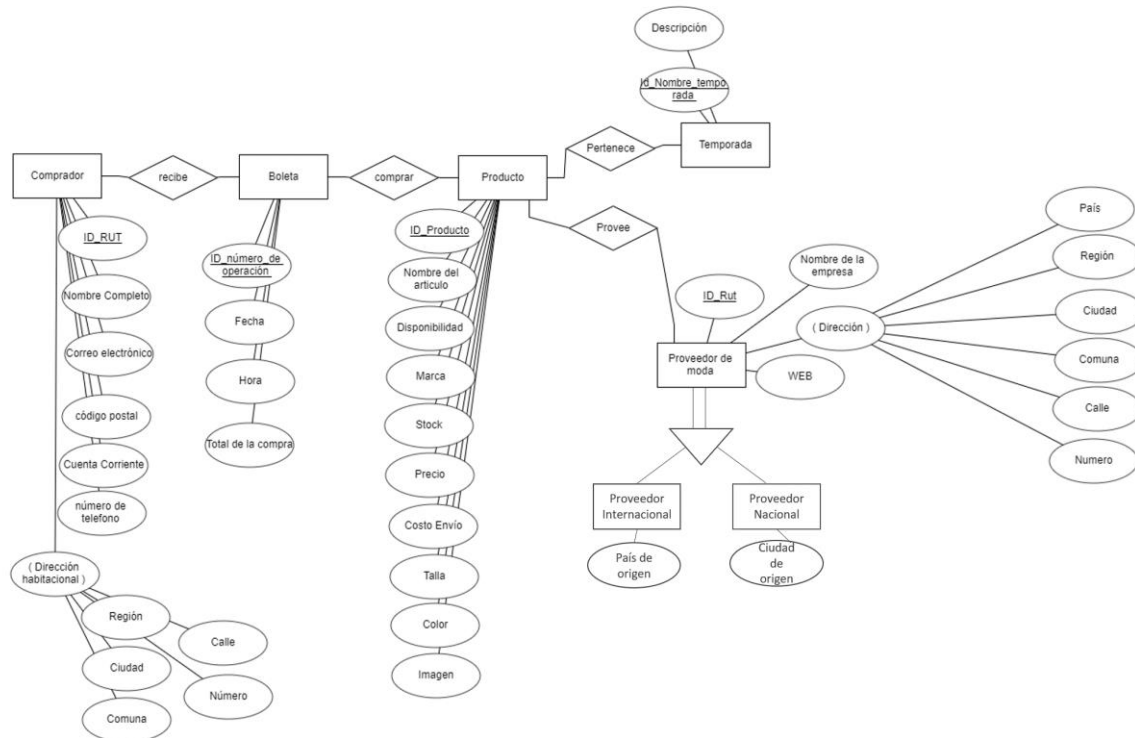 Descripción
Id_Nombre_tempo
rada
Temporada
Pertenece
Comprador
recibe
Boleta
comprar
Producto
Provee
ID_RUT
Nombre Completo
Correo electrónico
código postal
Cuenta Corriente
número de
telefono
( Dirección
habitacional )
Región
Calle
Ciudad
Número
Comuna
ID_número_de
operación
Fecha
Hora
Total de la compra
ID_Producto
Nombre del
articulo
Disponibilidad
Marca
Stock
Precio
Costo Envío
Talla
Color
Imagen
ID_Rut
Nombre de la
empresa
( Dirección )
País
Región
Ciudad
Comuna
Calle
Numero
Proveedor de
moda
WEB
Proveedor
Internacional
Proveedor
Nacional
País de
origen
Ciudad
de
origen